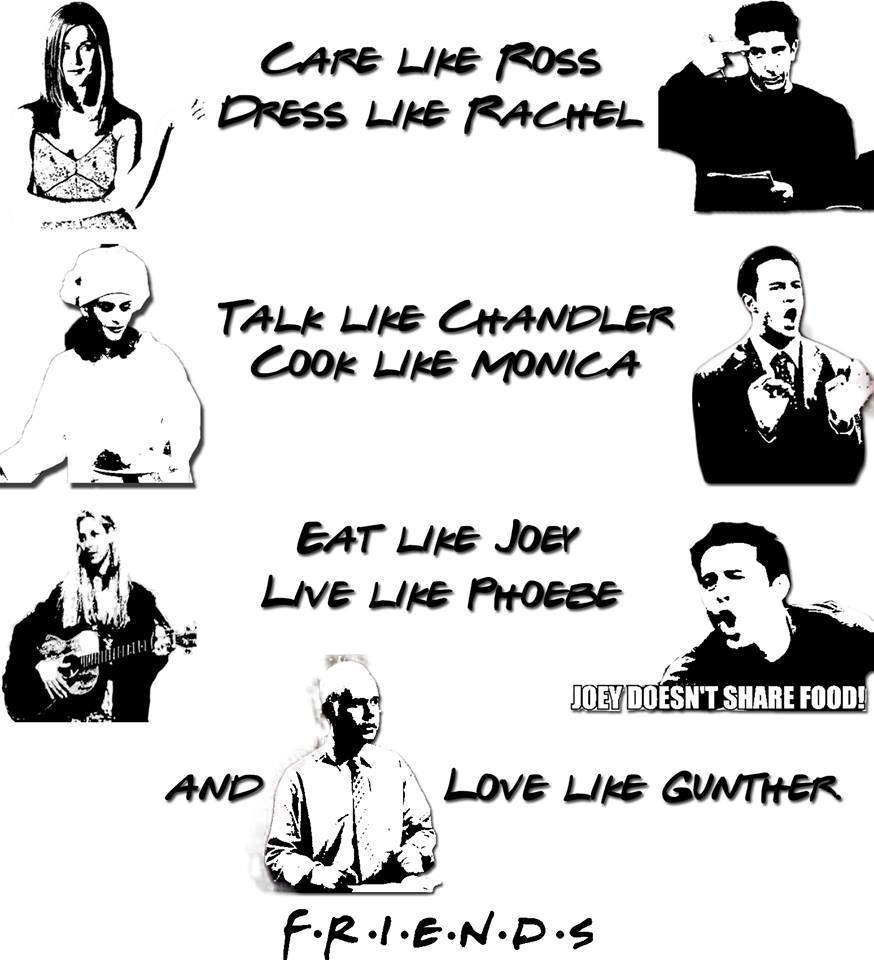 Care like Ross
Dress like Rachel
Talk like Chandler
Cook like Monica
Eat like Joey
Live like Phoebe
JOEY DOESN'T SHARE FOOD!
and Love like Gunther
F·R·I·E·N·D·S